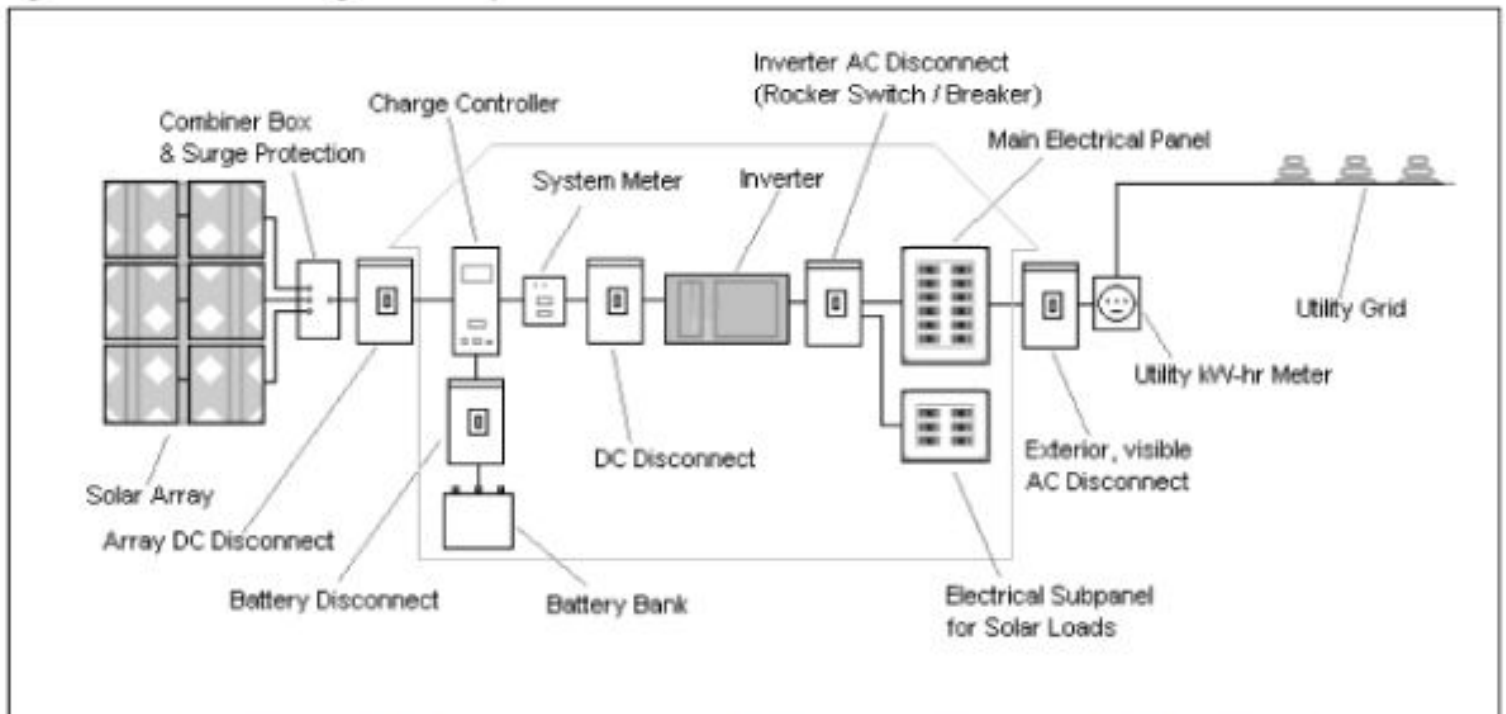 Inverter AC Disconnect
(Rocker Switch / Breaker)
Charge Controller
Combiner Box
& Surge Protection
Main Electrical Panel
System Meter
Inverter
Utility Grid
Utility kW-hr Meter
DC Disconnect
Exterior, visible
AC Disconnect
Solar Array
Array DC Disconnect
Battery Disconnect
Battery Bank
Electrical Subpanel
for Solar Loads